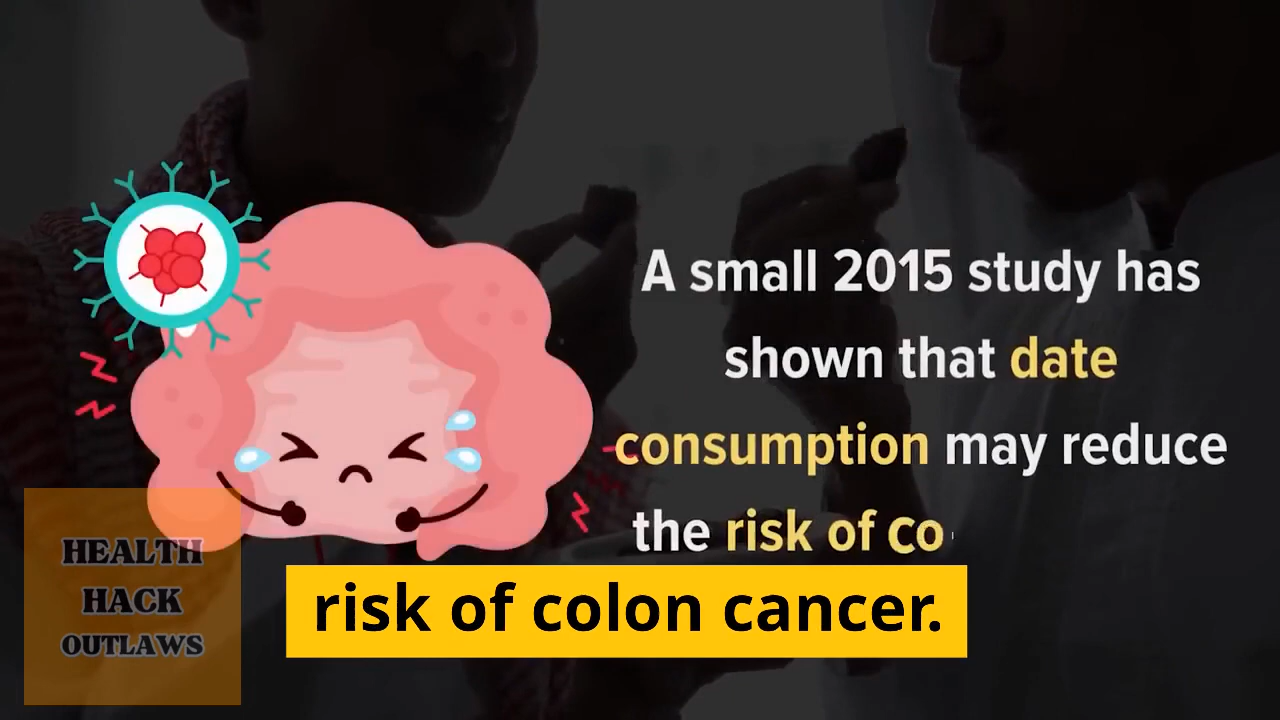 A small 2015 study has
shown that date
consumption may reduce
the risk of co
risk of colon cancer.
HEALTH
HACK
OUTLAWS